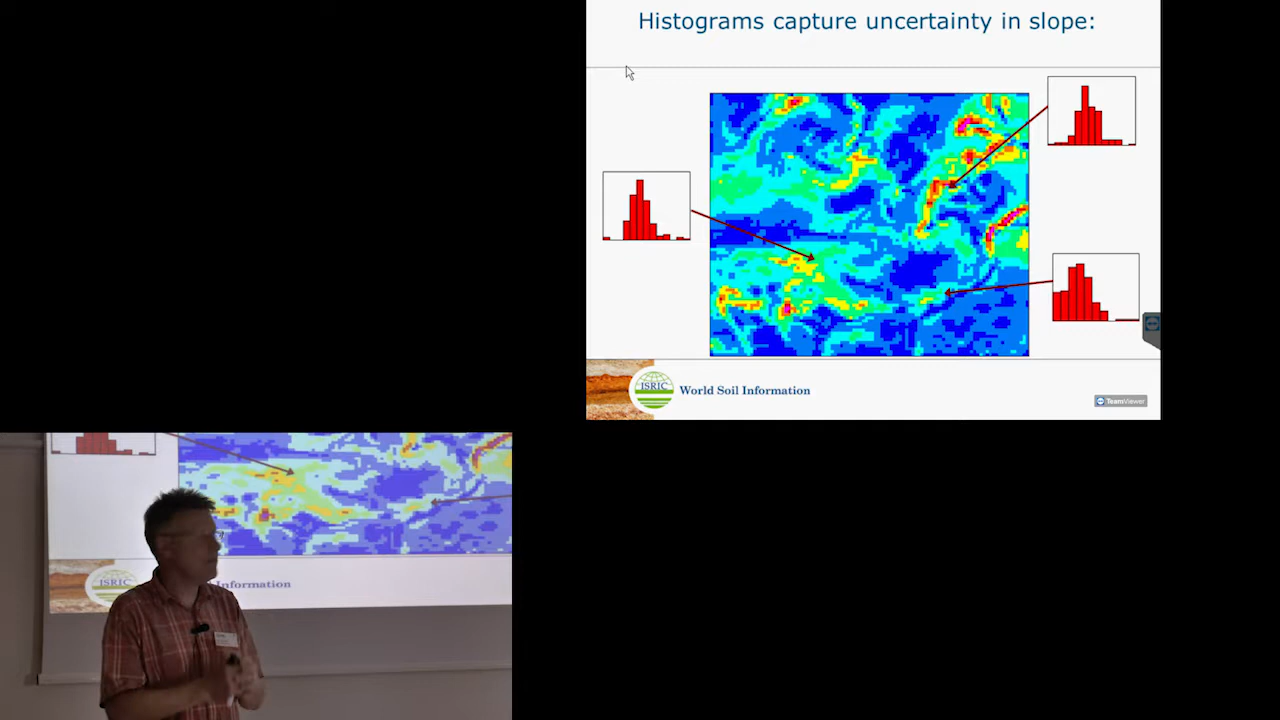 Histograms capture uncertainty in slope:
ISRIC
World Soil Information
TeamViewer
ISRIC
Information